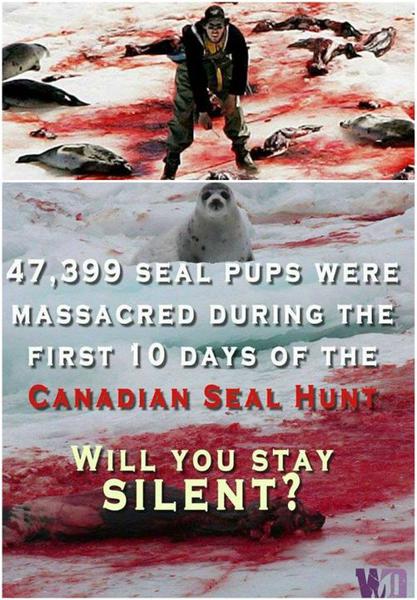 47,399 SEAL PUPS WERE
MASSACRED DURING THE
FIRST 10 DAYS OF THE
CANADIAN SEAL HUNT
WILL YOU STAY
SILENT?